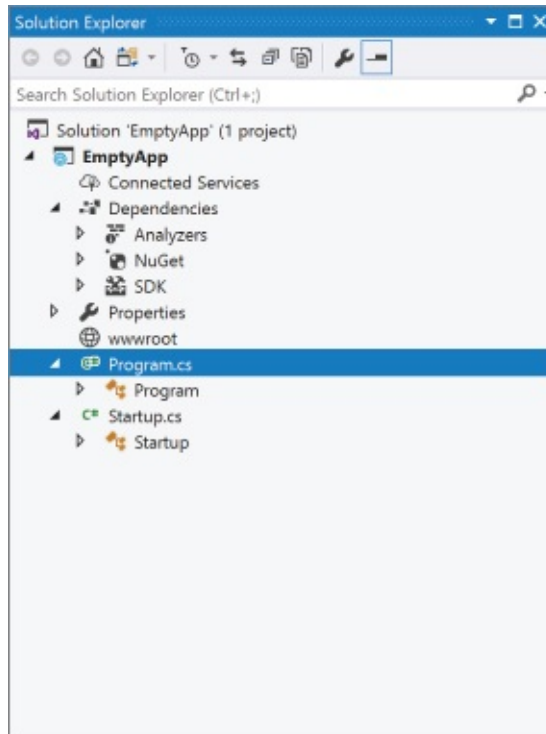 Solution Explorer
Search Solution Explorer (Ctrl+;)
Solution 'EmptyApp' (1 project)
EmptyApp
Connected Services
Dependencies
Analyzers
NuGet
SDK
Properties
wwwroot
Program.cs
Program
C# Startup.cs
Startup